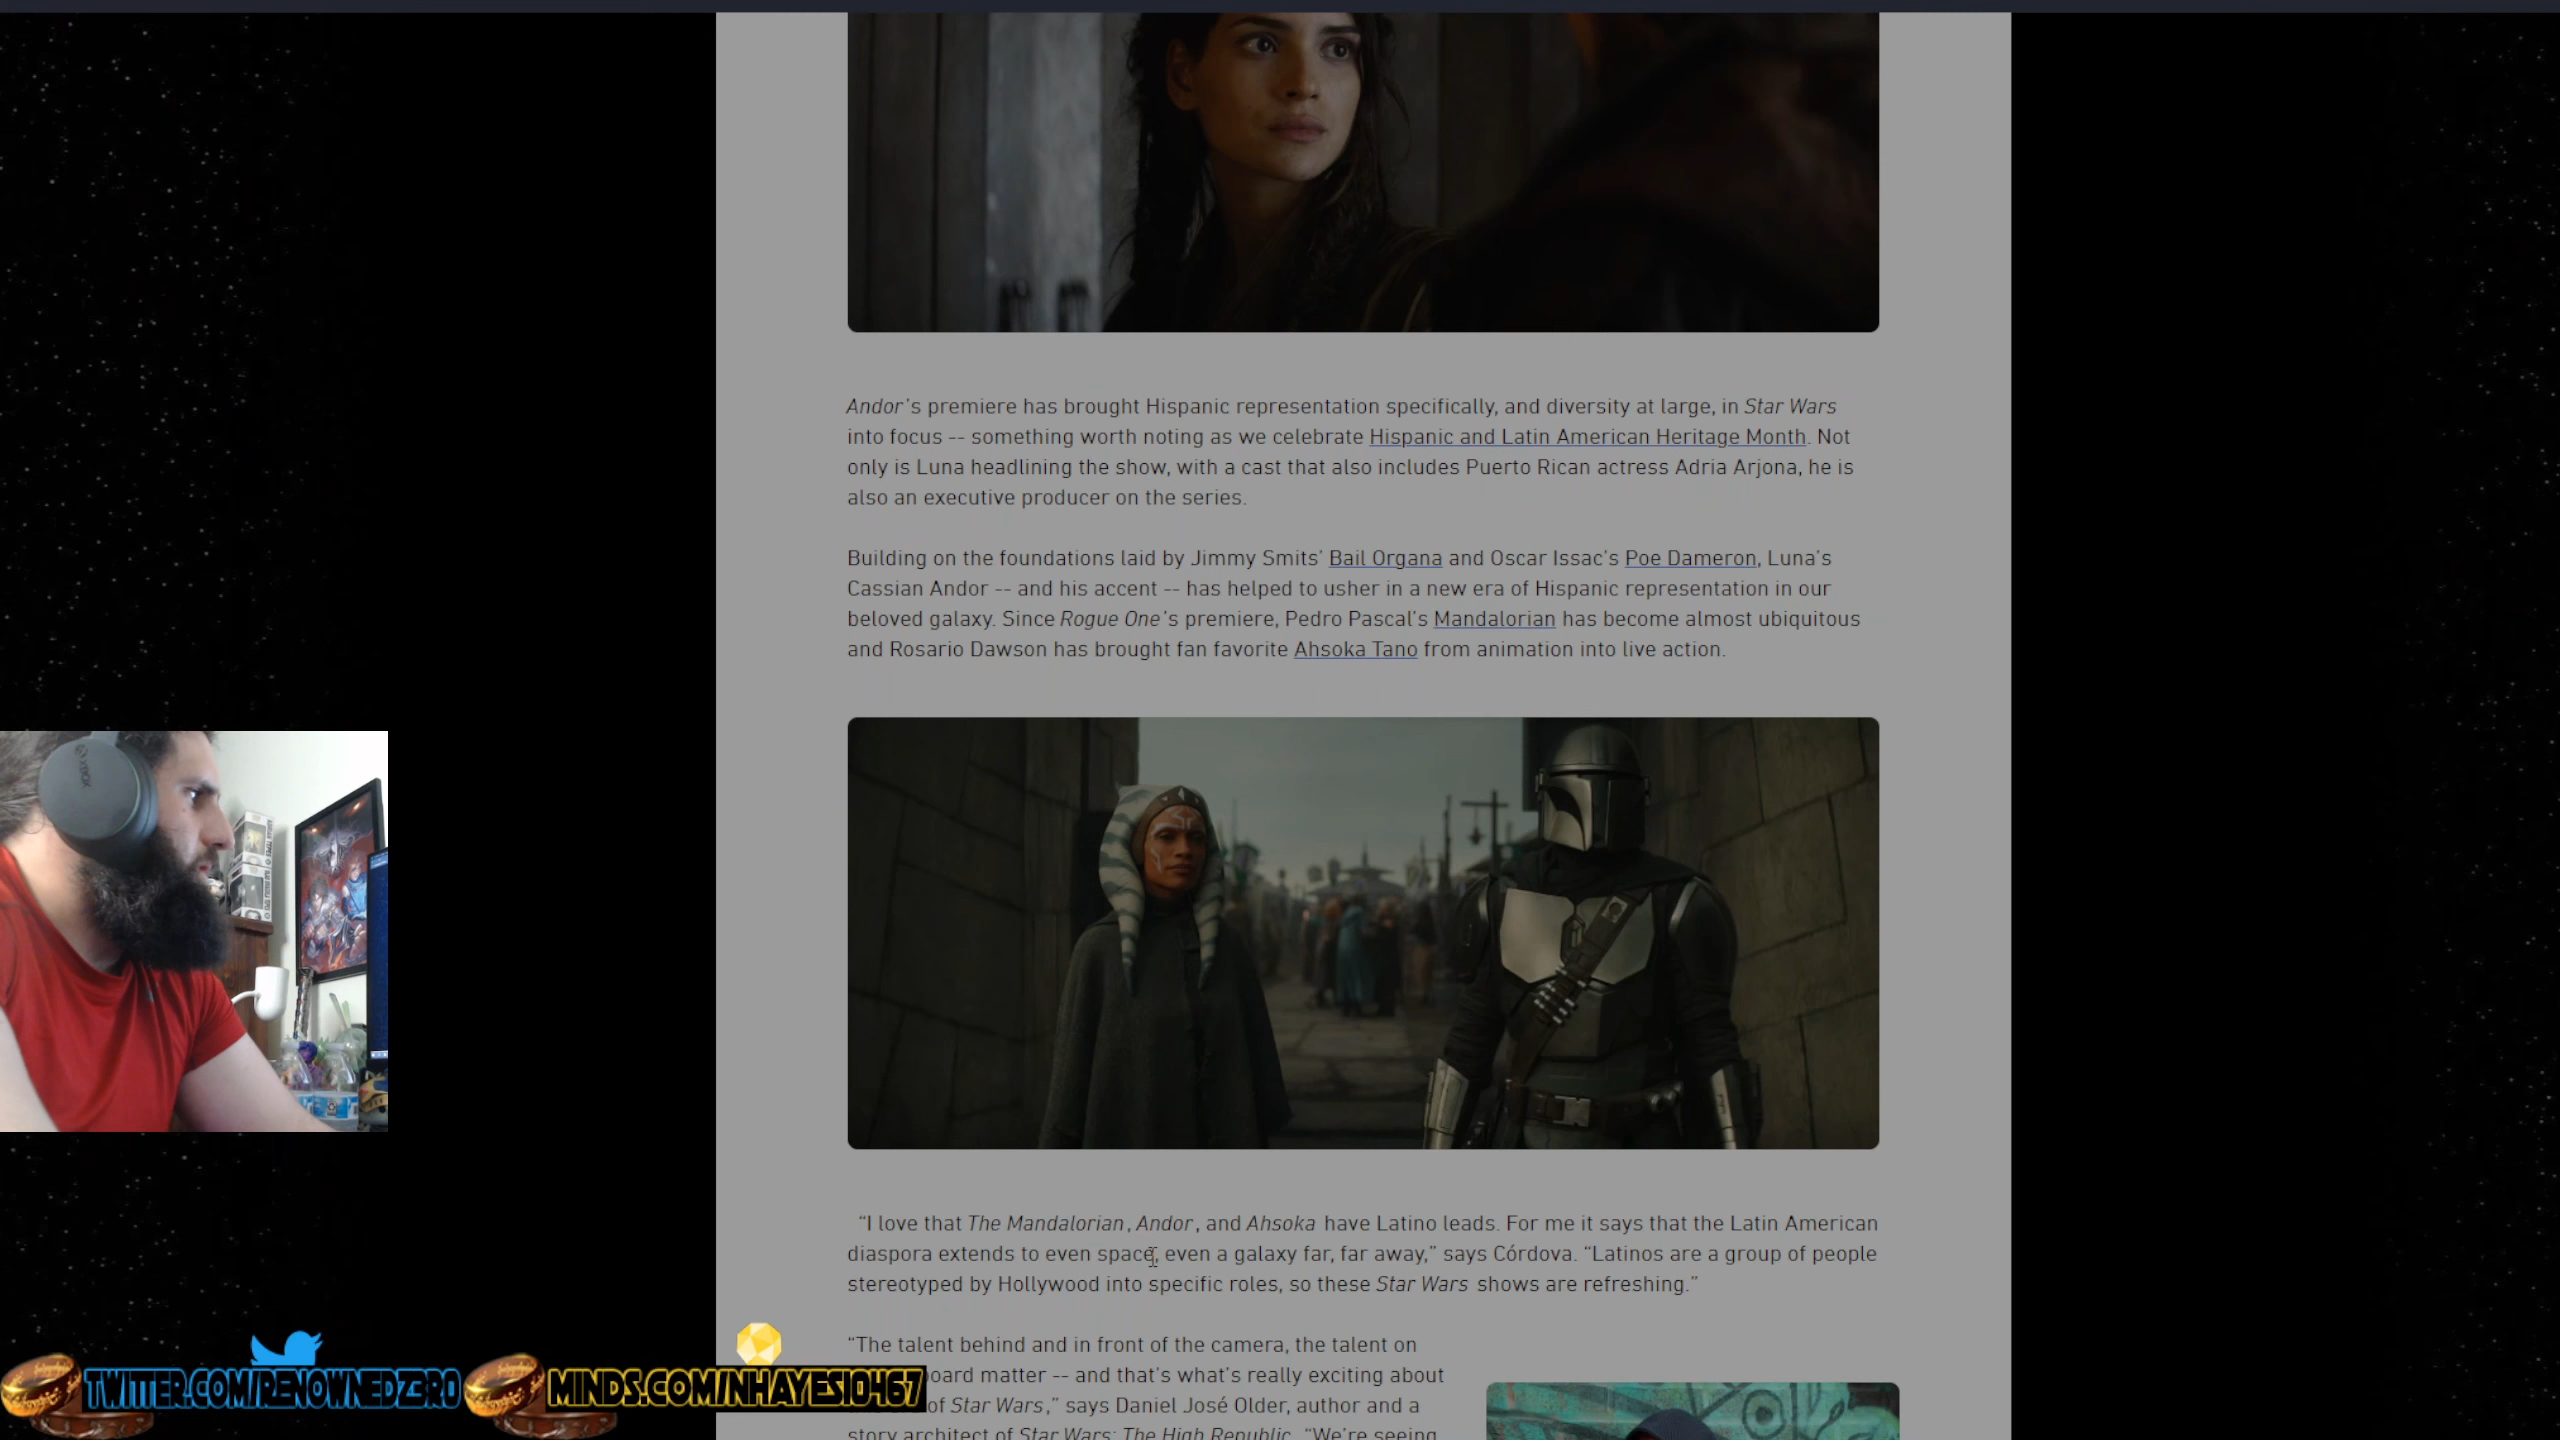 Andor's premiere has brought Hispanic representation specifically, and diversity at large, in Star Wars
into focus -- something worth noting as we celebrate Hispanic and Latin American Heritage Month. Not
only is Luna headlining the show, with a cast that also includes Puerto Rican actress Adria Arjona, he is
also an executive producer on the series.
Building on the foundations laid by Jimmy Smits' Bail Organa and Oscar Issac's Poe Dameron, Luna's
Cassian Andor -- and his accent -- has helped to usher in a new era of Hispanic representation in our
beloved galaxy. Since Rogue One's premiere, Pedro Pascal's Mandalorian has become almost ubiquitous
and Rosario Dawson has brought fan favorite Ahsoka Tano from animation into live action.
XBOX
"I love that The Mandalorian, Andor, and Ahsoka have Latino leads. For me it says that the Latin American
diaspora extends to even space, even a galaxy far, far away," says Córdova. "Latinos are a group of people
stereotyped by Hollywood into specific roles, so these Star Wars shows are refreshing."
"The talent behind and in front of the camera, the talent on
board matter -- and that's what's really exciting about
of Star Wars," says Daniel José Older, author and a
story architect of Star Wars: The High Republic. "We're seeing
TWITTER.COM/RENOWNEDZ3R0
MINDS.COM/NHAYES10467